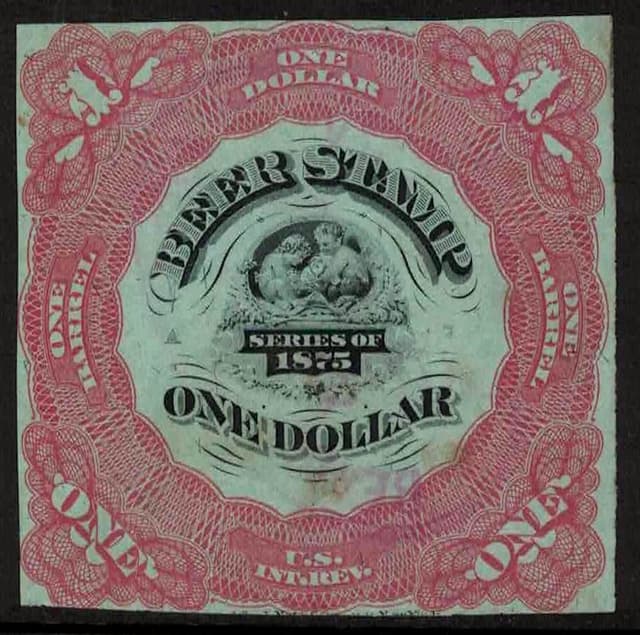 1
ONE
DOLLAR
1
BEER STAMP
ONE
BARREL
ONE
BARREL
SERIES OF
1875
ONE DOLLAR
ONE
U.S.
INT. REV.
ONE